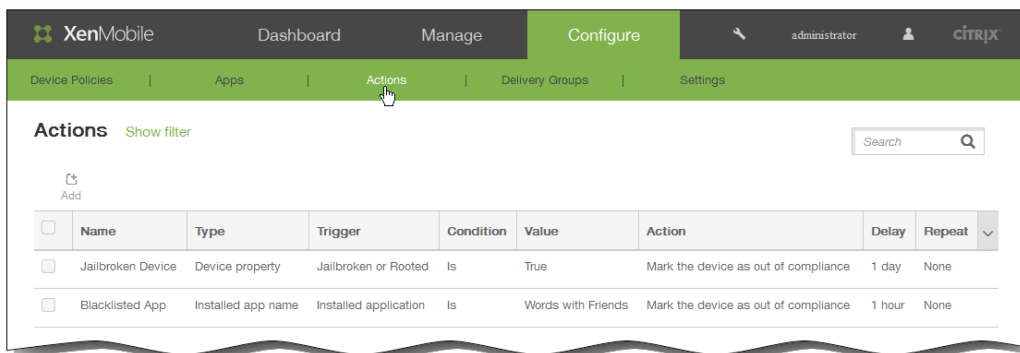 XenMobile Dashboard Manage Configure administrator CİTRIX
Device Policies | Apps | Actions | Delivery Groups | Settings
Actions Show filter
Search
Add
Name Type Trigger Condition Value Action Delay Repeat
Jailbroken Device Device property Jailbroken or Rooted Is True Mark the device as out of compliance 1 day None
Blacklisted App Installed app name Installed application Is Words with Friends Mark the device as out of compliance 1 hour None